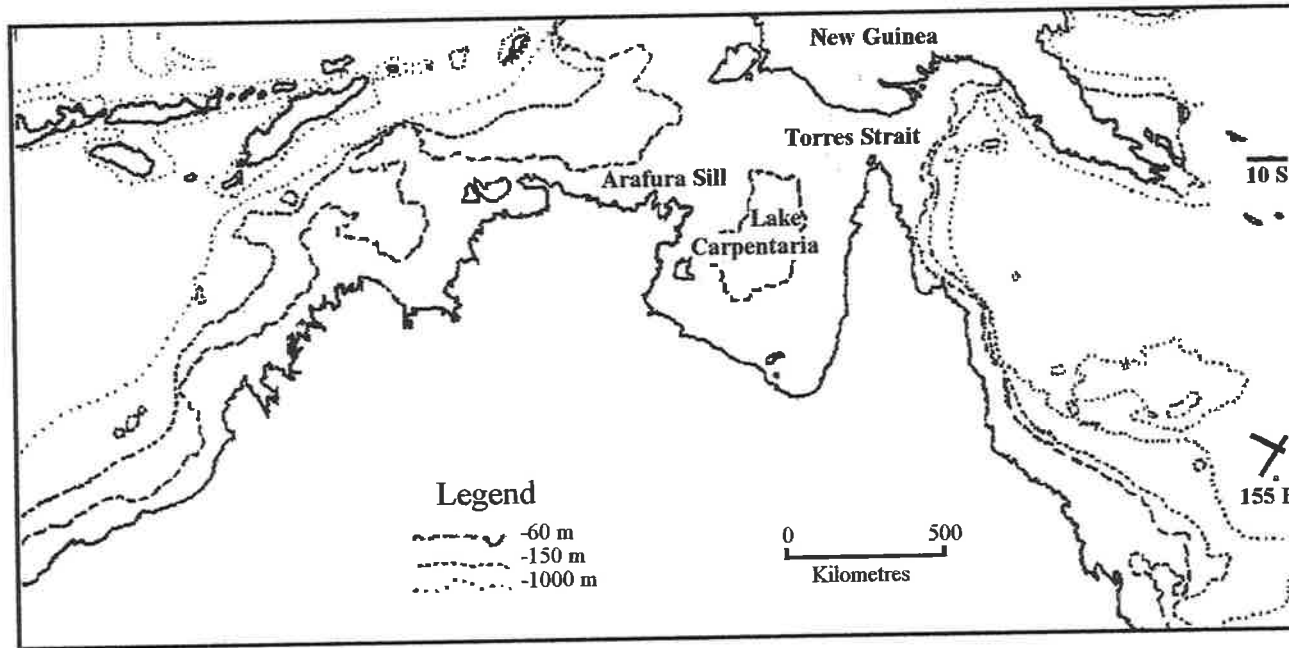 New Guinea
Torres Strait
10 S
Arafura Sill
Lake
Carpentaria
155 E
Legend
-60 m
-150 m
-1000 m
0 500
Kilometres